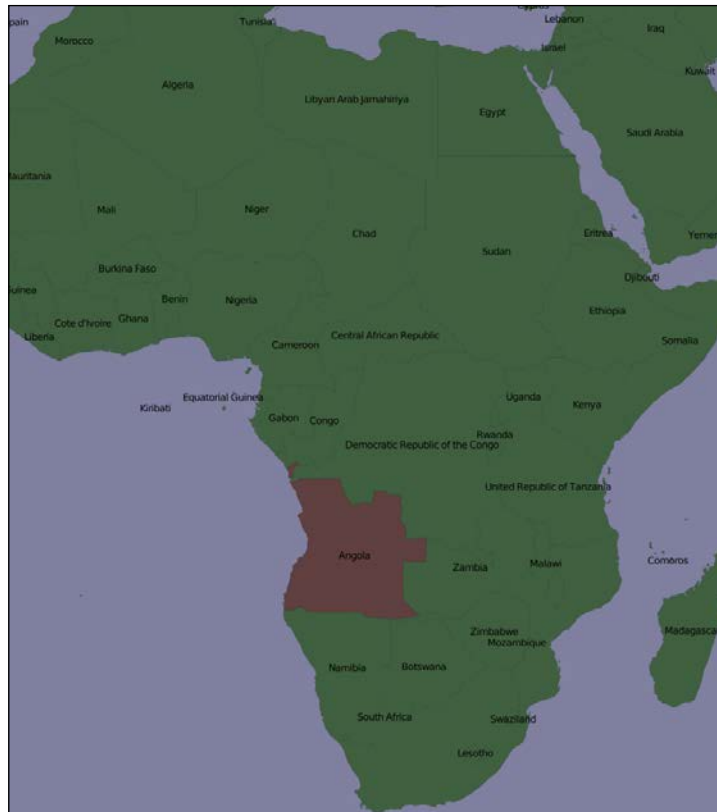 pain
Tunisia
Cyprus
Lebanon
Iraq
Morocco
Israel
Kuwait
Algeria
Libyan Arab Jamahiriya
Egypt
Saudi Arabia
Mauritania
Mali
Niger
Chad
Eritrea
Yemen
Sudan
Burkina Faso
Djibouti
uinea
Benin
Nigeria
Ethiopia
Cote d'Ivoire
Ghana
Liberia
Central African Republic
Somalia
Cameroon
Equatorial Guinea
Uganda
Kiribati
Kenya
Gabon
Congo
Rwanda
Democratic Republic of the Congo
United Republic of Tanzania
Angola
Comoros
Zambia
Malawi
Zimbabwe
Madagasca
Mozambique
Namibia
Botswana
South Africa
Swaziland
Lesotho